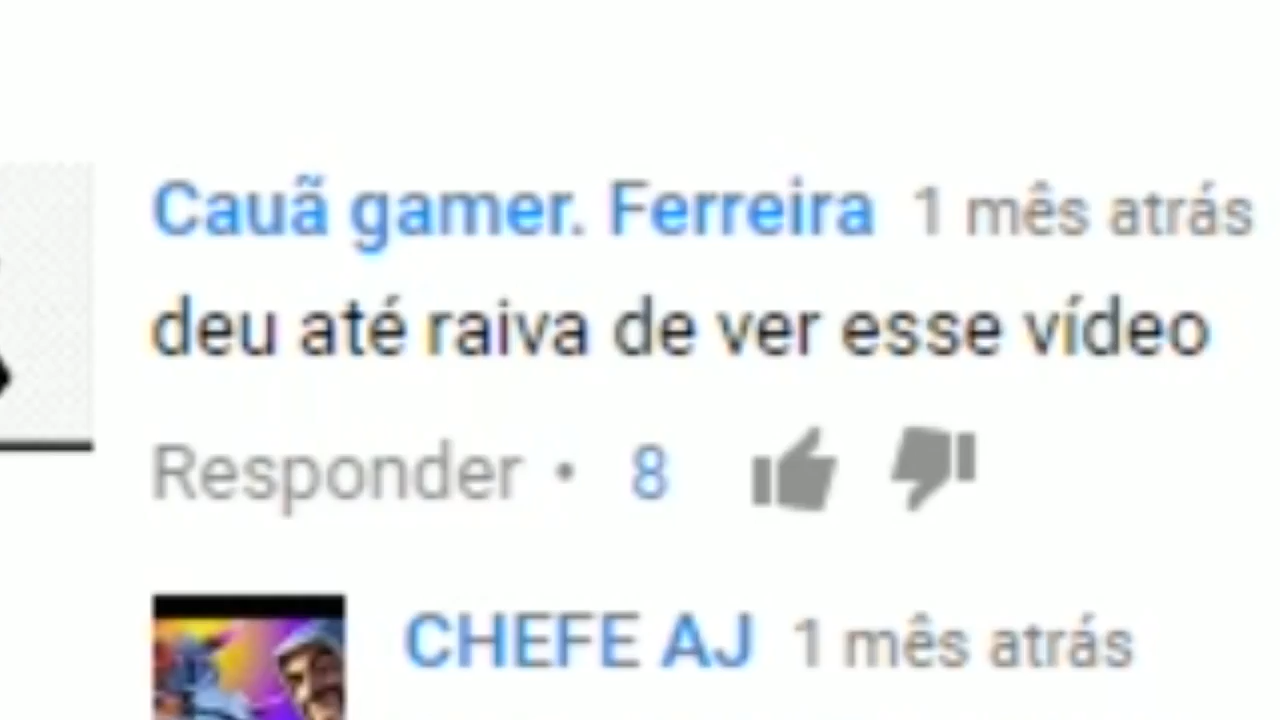 Cauã gamer. Ferreira 1 mês atrás
deu até raiva de ver esse vídeo
Responder • 8
CHEFE AJ 1 mês atrás